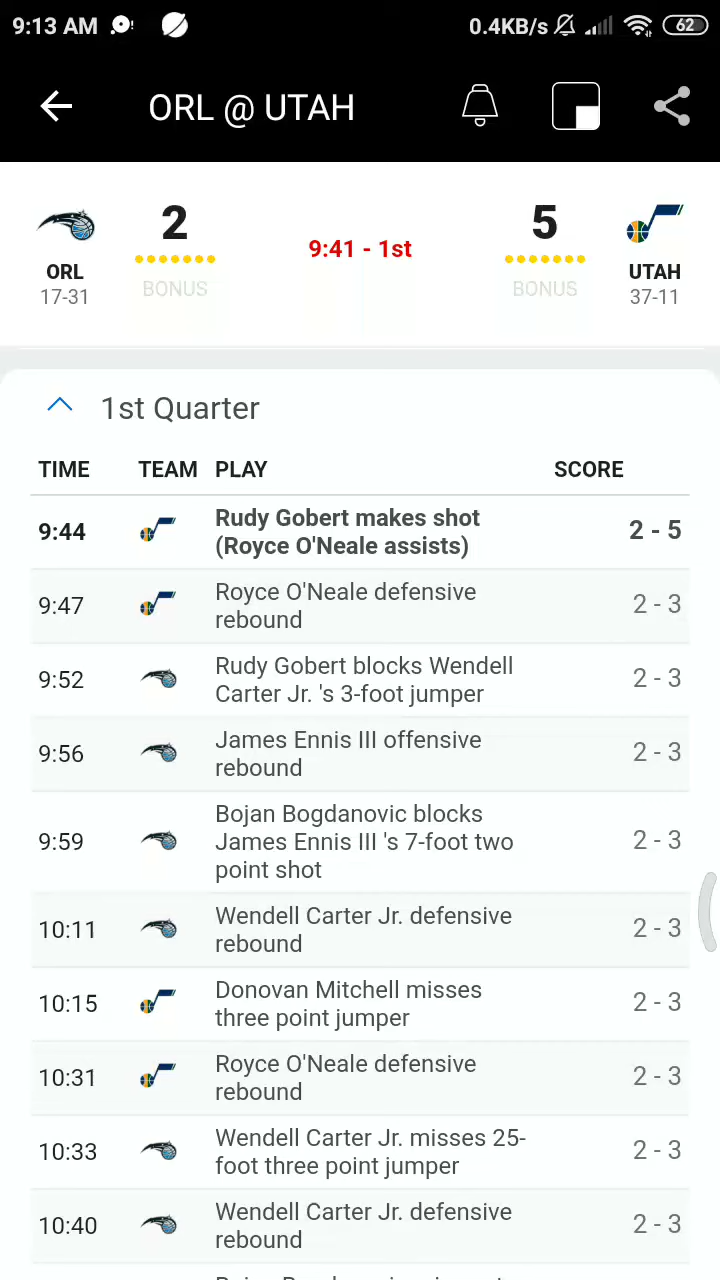 9:13 AM
0.4KB/s
62
ORL @ UTAH
2
5
9:41 - 1st
ORL
BONUS
BONUS
UTAH
17-31
37-11
1st Quarter
TIME TEAM PLAY SCORE
9:44 Rudy Gobert makes shot 2 - 5
(Royce O'Neale assists)
9:47 Royce O'Neale defensive 2 - 3
rebound
9:52 Rudy Gobert blocks Wendell 2 - 3
Carter Jr. 's 3-foot jumper
9:56 James Ennis III offensive 2 - 3
rebound
Bojan Bogdanovic blocks
9:59 James Ennis III 's 7-foot two 2 - 3
point shot
10:11 Wendell Carter Jr. defensive 2 - 3
rebound
10:15 Donovan Mitchell misses 2 - 3
three point jumper
10:31 Royce O'Neale defensive 2 - 3
rebound
10:33 Wendell Carter Jr. misses 25- 2 - 3
foot three point jumper
10:40 Wendell Carter Jr. defensive 2 - 3
rebound